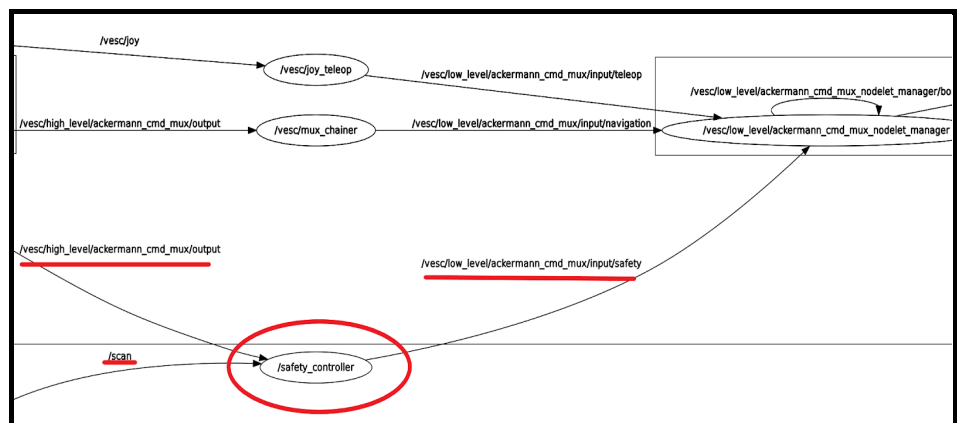 /vesc/joy
/vesc/joy_teleop
/vesc/low_level/ackermann_cmd_mux/input/teleop
/vesc/low_level/ackermann_cmd_mux_nodelet_manager/bo
/vesc/high_level/ackermann_cmd_mux/output
/vesc/mux_chainer
/vesc/low_level/ackermann_cmd_mux/input/navigation
/vesc/low_level/ackermann_cmd_mux_nodelet_manager
/vesc/high_level/ackermann_cmd_mux/output
/vesc/low_level/ackermann_cmd_mux/input/safety
/scan
/safety_controller